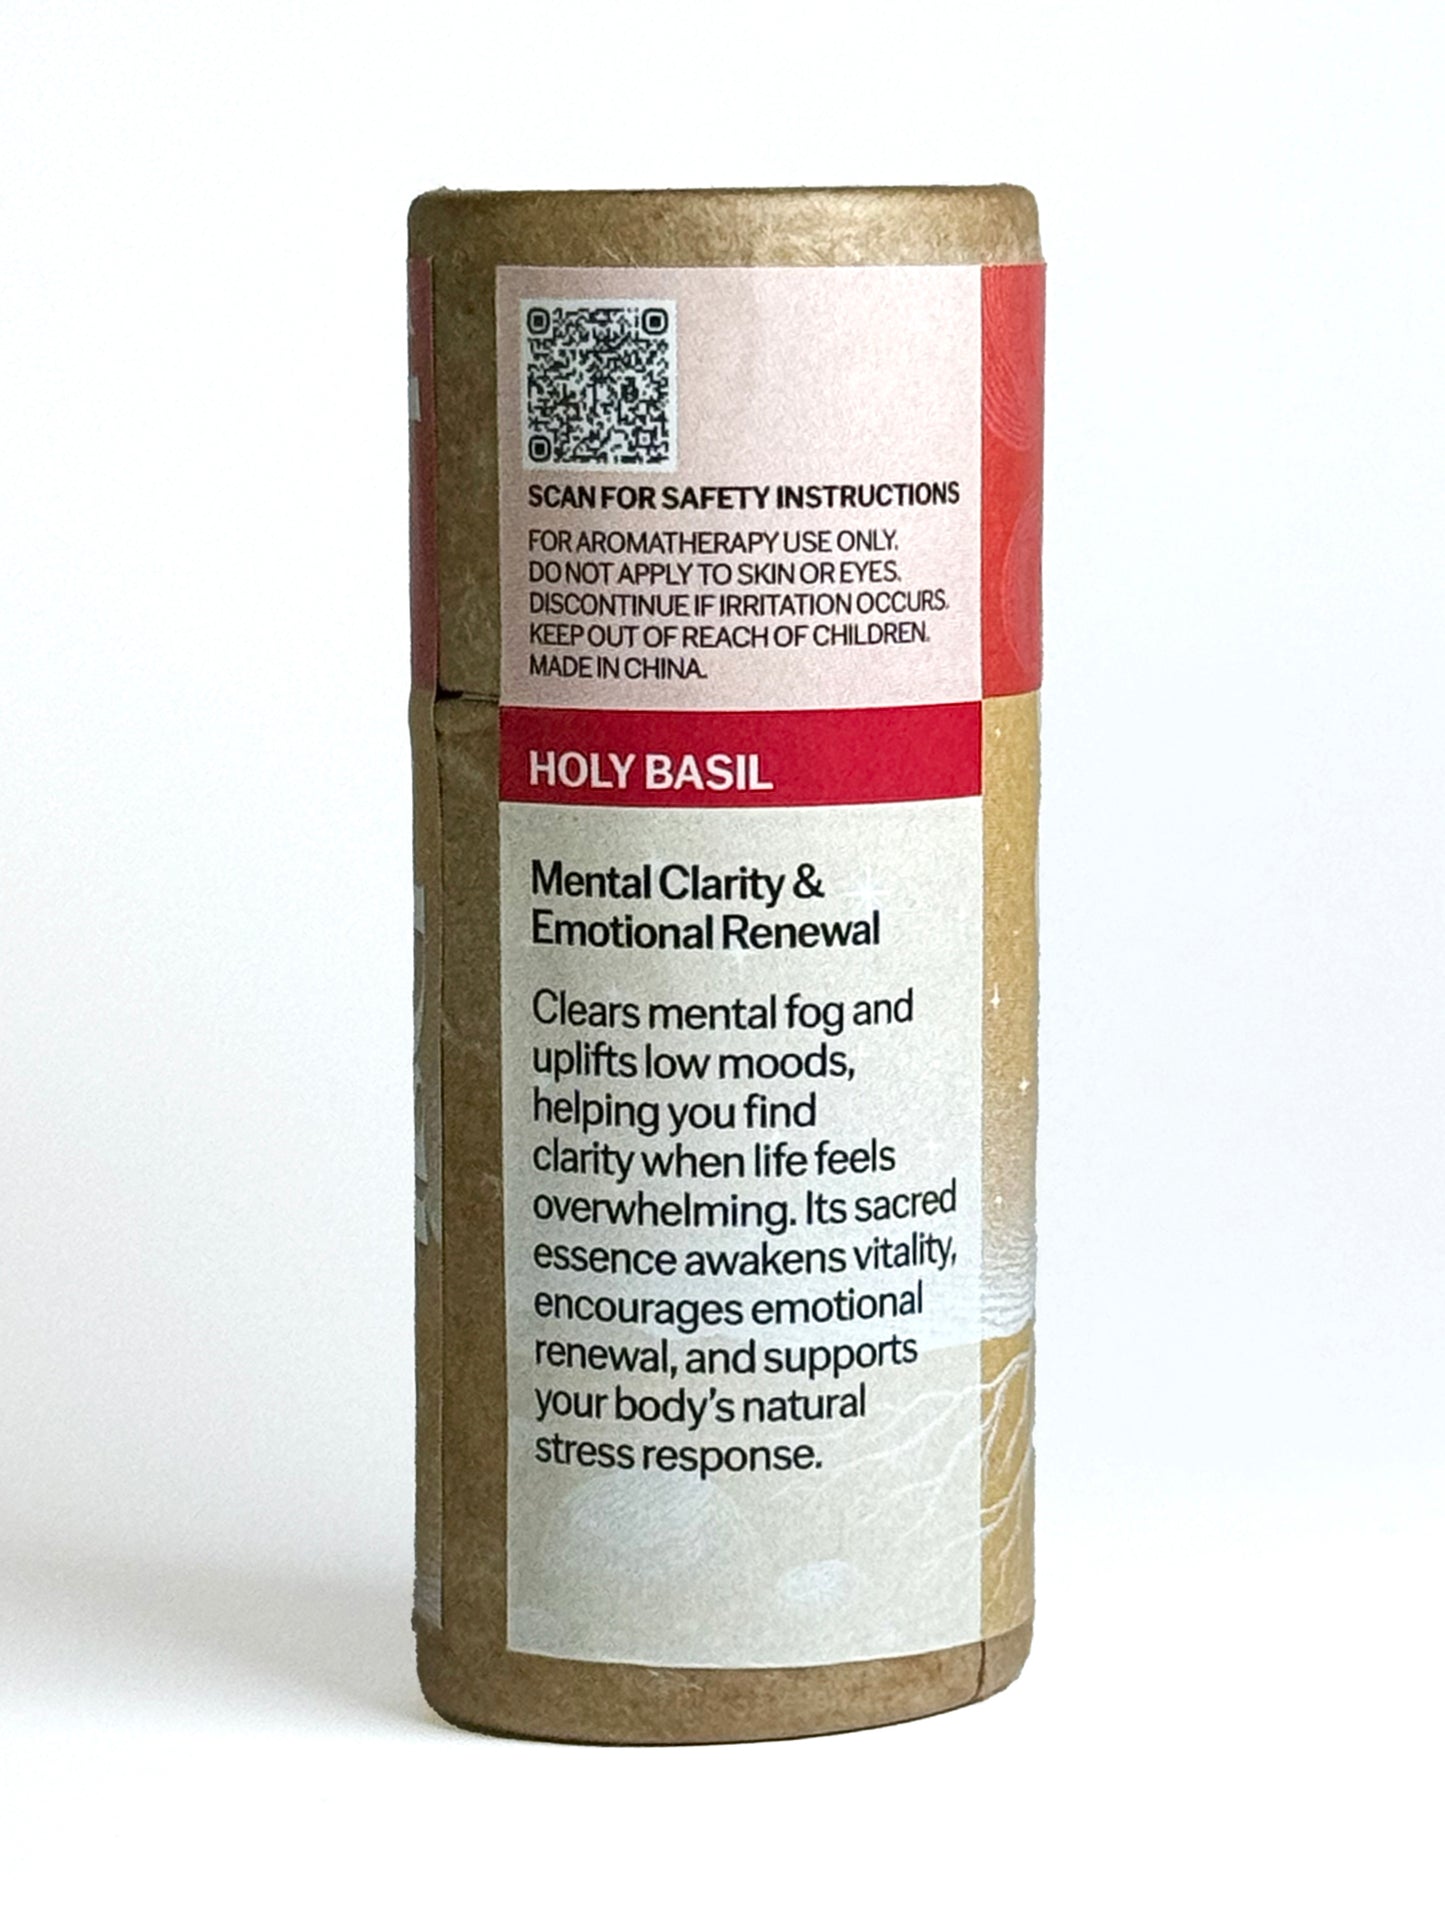 SCAN FOR SAFETY INSTRUCTIONS
FOR AROMATHERAPY USE ONLY.
DO NOT APPLY TO SKIN OR EYES.
DISCONTINUE IF IRRITATION OCCURS.
KEEP OUT OF REACH OF CHILDREN.
MADE IN CHINA.
HOLY BASIL
Mental Clarity &
Emotional Renewal
Clears mental fog and
uplifts low moods,
helping you find
clarity when life feels
overwhelming. Its sacred
essence awakens vitality,
encourages emotional
renewal, and supports
your body's natural
stress response.